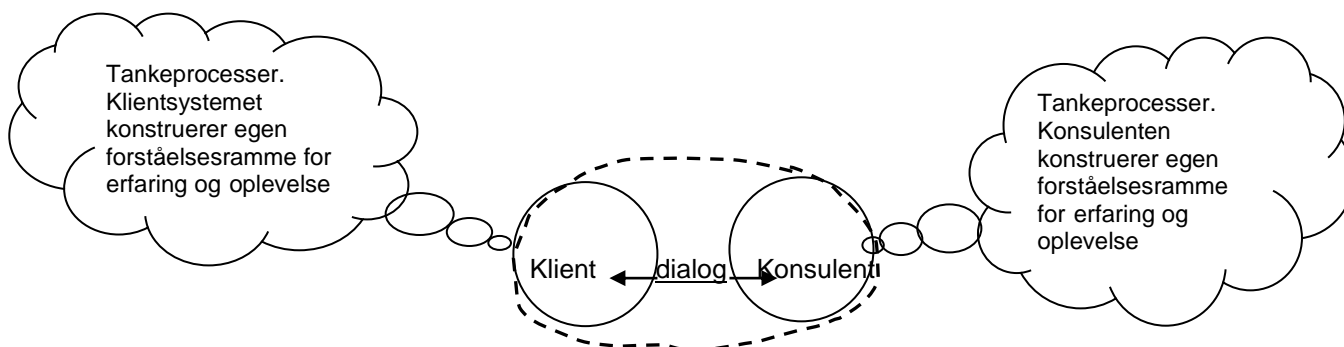 Tankeprocesser.
Klientsystemet
konstruerer egen
forståelsesramme for
erfaring og oplevelse
Tankeprocesser.
Konsulenten
konstruerer egen
forståelsesramme
for erfaring og
oplevelse
Klient dialog Konsulent